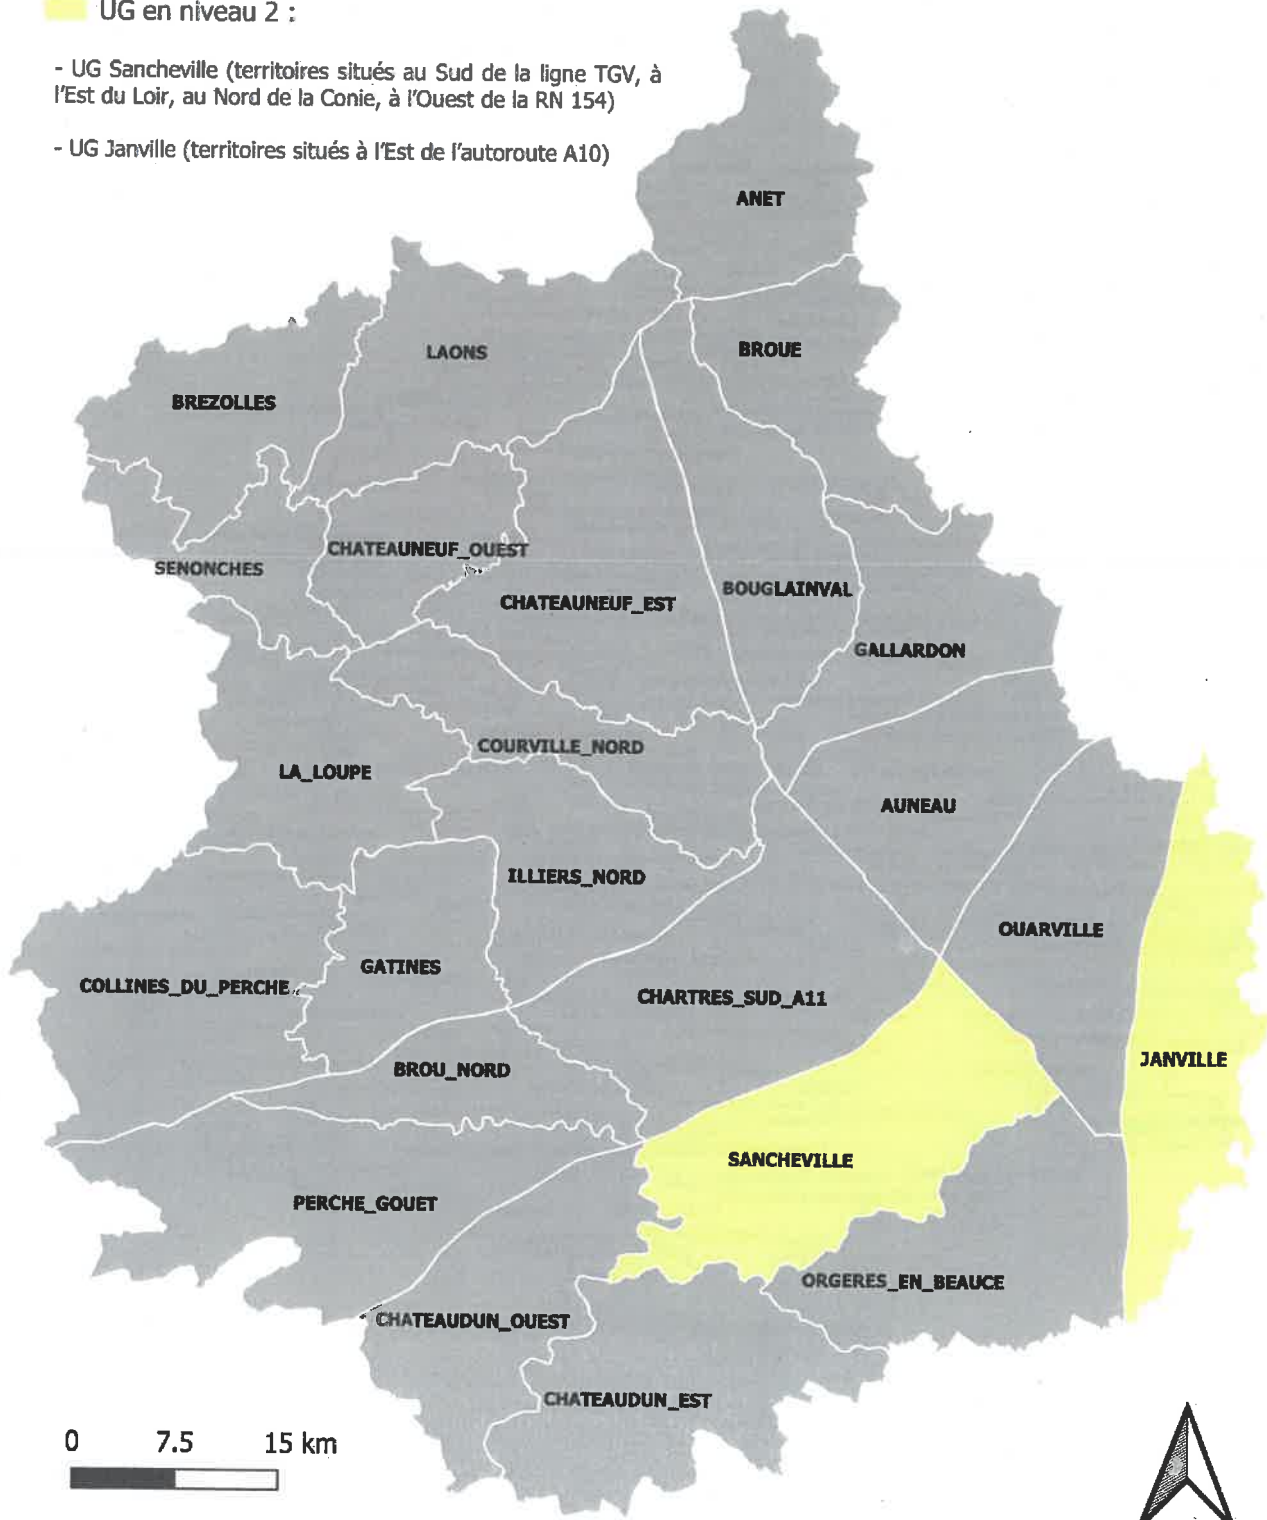 UG en niveau 2 :
- UG Sancheville (territoires situés au Sud de la ligne TGV, à
l'Est du Loir, au Nord de la Conie, à l'Ouest de la RN 154)
- UG Janville (territoires situés à l'Est de l'autoroute A10)
ANET
LAONS
BROUE
BREZOLLES
CHATEAUNEUF_OUEST
SENONCHES
BOUGLAINVAL
CHATEAUNEUF_EST
GALLARDON
COURVILLE_NORD
LA_LOUPE
AUNEAU
ILLIERS_NORD
OUARVILLE
GATINES
COLLINES_DU_PERCHE
CHARTRES_SUD_A11
JANVILLE
BROU_NORD
SANCHEVILLE
PERCHE_GOUET
ORGERES_EN_BEAUCE
CHATEAUDUN_OUEST
CHATEAUDUN_EST
0 7.5 15 km